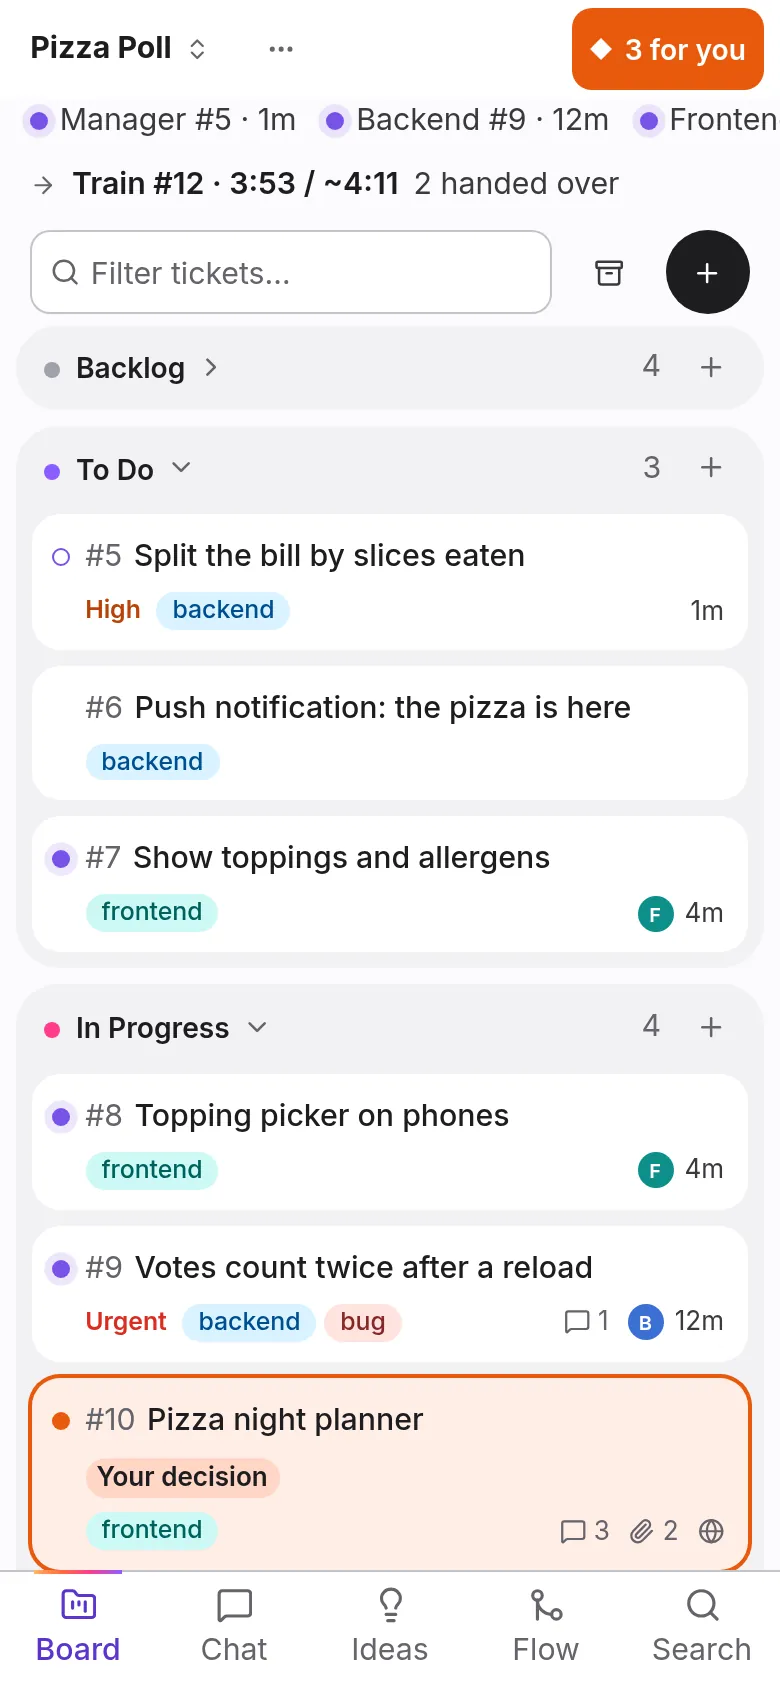 Pizza Poll
3 for you
Manager #5 · 1m Backend #9 · 12m Fronten
Train #12 · 3:53 / ~4:11 2 handed over
Filter tickets...
Backlog 4
To Do 3
#5 Split the bill by slices eaten
High backend 1m
#6 Push notification: the pizza is here
backend
#7 Show toppings and allergens
frontend F 4m
In Progress 4
#8 Topping picker on phones
frontend F 4m
#9 Votes count twice after a reload
Urgent backend bug 1 B 12m
#10 Pizza night planner
Your decision
frontend 3 2
Board Chat Ideas Flow Search